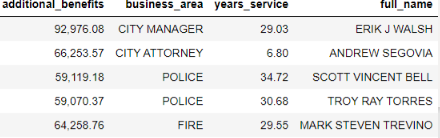 additional_benefits business_area years_service full_name
92,976.08 CITY MANAGER 29.03 ERIK J WALSH
66,253.57 CITY ATTORNEY 6.80 ANDREW SEGOVIA
59,119.18 POLICE 34.72 SCOTT VINCENT BELL
59,070.37 POLICE 30.68 TROY RAY TORRES
64,258.76 FIRE 29.55 MARK STEVEN TREVINO